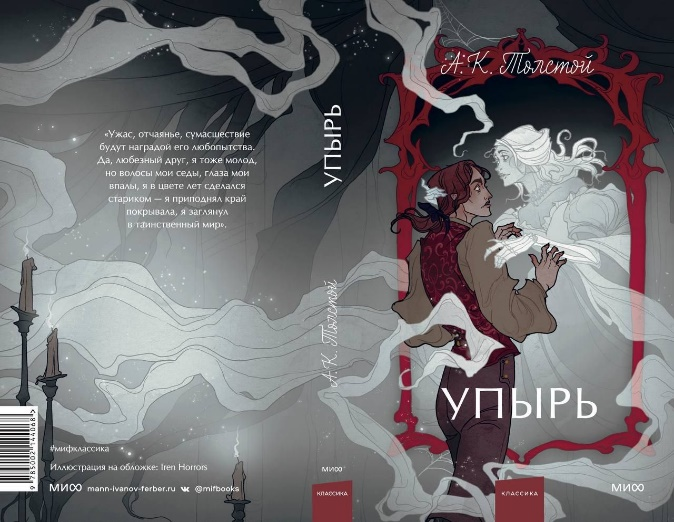 «Ужас, отчаянье, сумасшествие
будут наградой его любопытства.
Да, любезный друг, я тоже молод,
но волосы мои седы, глаза мои
впалы, я в цвете лет сделался
стариком — я приподнял край
покрывала, я заглянул
в таинственный мир».
9 785002 144068 5
#мифклассика
Иллюстрация на обложке: Iren Horrors
МИФ mann-ivanov-ferber.ru @mifbooks
УПЫРЬ
А. К. Толстой
МИФ
КЛАССИКА
А. К. Толстой
УПЫРЬ
КЛАССИКА
МИФ